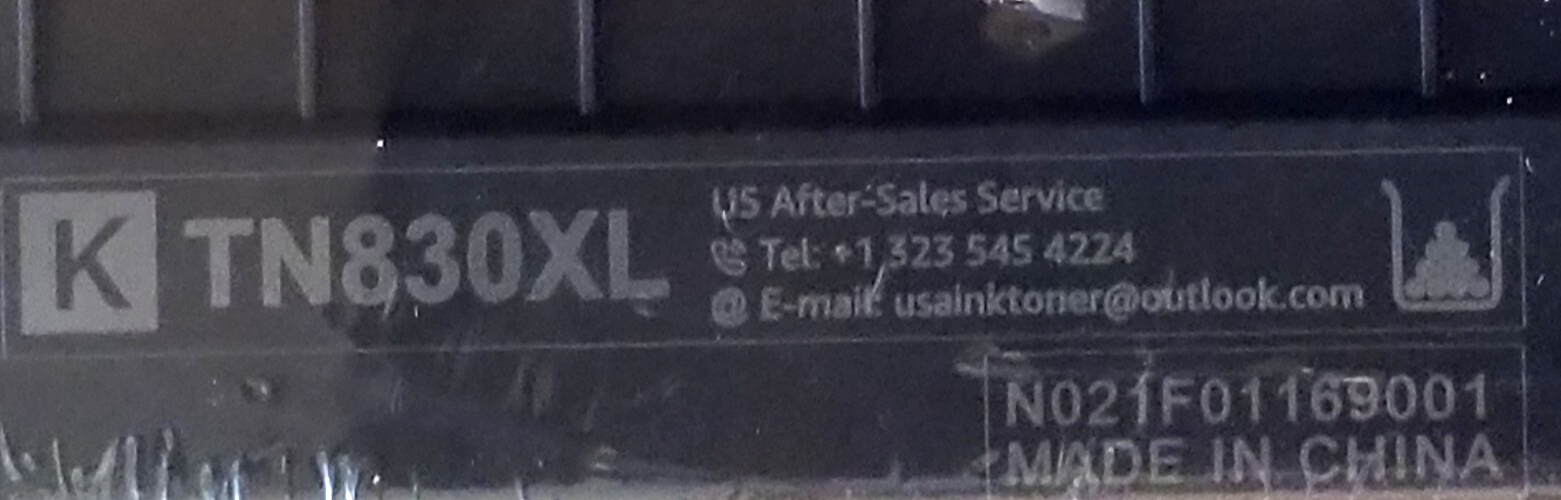 K TN830XL
US After-Sales Service
Tel: +1 323 545 4224
@ E-mail: usainktoner@outlook.com
N021F01169001
MADE IN CHINA